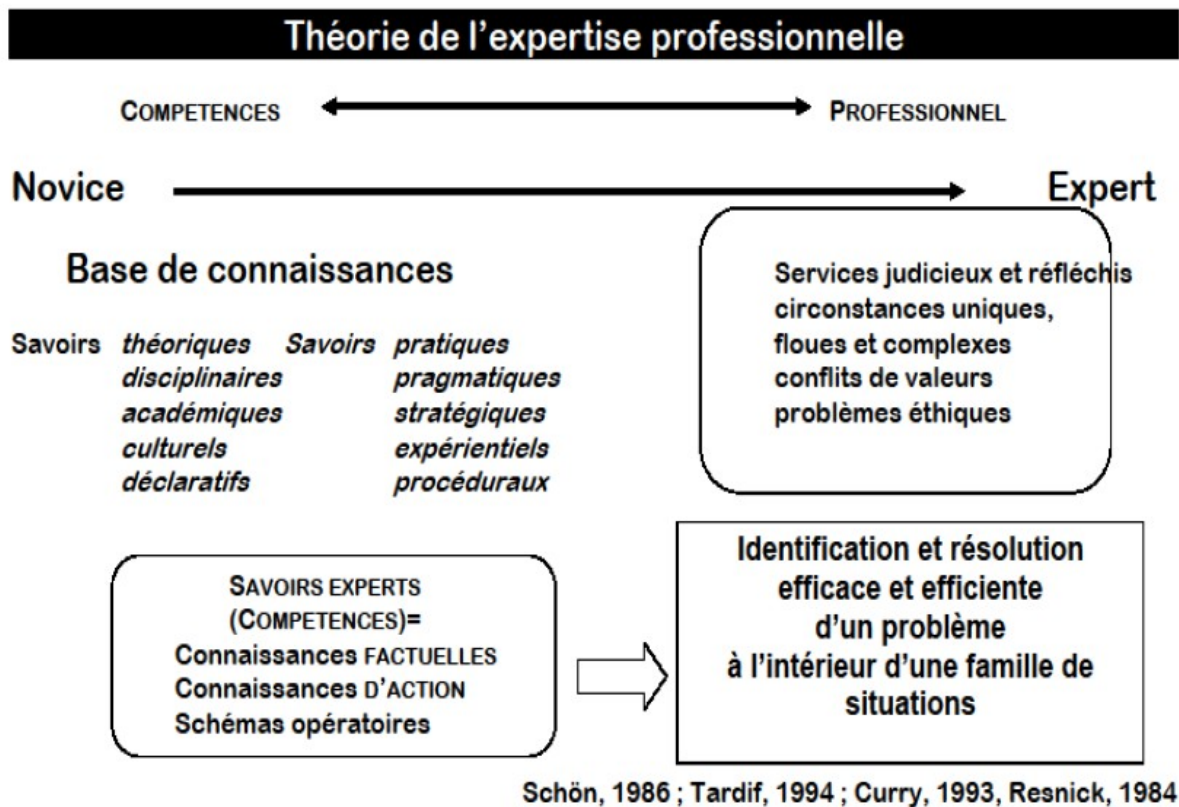 Théorie de l'expertise professionnelle
COMPETENCES PROFESSIONNEL
Novice Expert
Base de connaissances
Savoirs théoriques Savoirs pratiques
disciplinaires pragmatiques
académiques stratégiques
culturels expérientiels
déclaratifs procéduraux
Services judicieux et réfléchis
circonstances uniques,
floues et complexes
conflits de valeurs
problèmes éthiques
SAVOIRS EXPERTS
(COMPETENCES)=
Connaissances FACTUELLES
Connaissances D'ACTION
Schémas opératoires
Identification et résolution
efficace et efficiente
d'un problème
à l'intérieur d'une famille de
situations
Schön, 1986 ; Tardif, 1994 ; Curry, 1993, Resnick, 1984